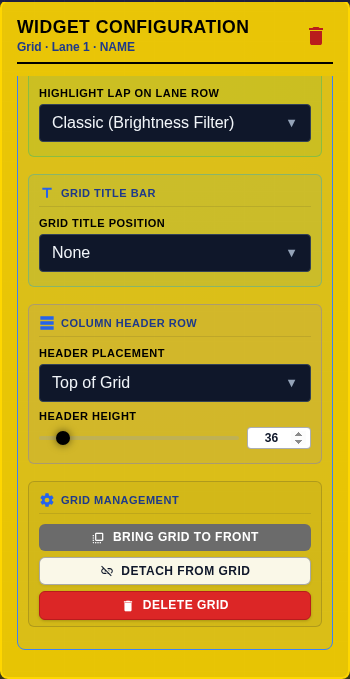 WIDGET CONFIGURATION
Grid · Lane 1 · NAME
HIGHLIGHT LAP ON LANE ROW
Classic (Brightness Filter)
GRID TITLE BAR
GRID TITLE POSITION
None
COLUMN HEADER ROW
HEADER PLACEMENT
Top of Grid
HEADER HEIGHT
36
GRID MANAGEMENT
BRING GRID TO FRONT
DETACH FROM GRID
DELETE GRID